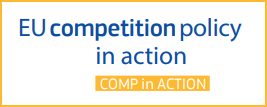 EU competition policy
in action
COMP in ACTION